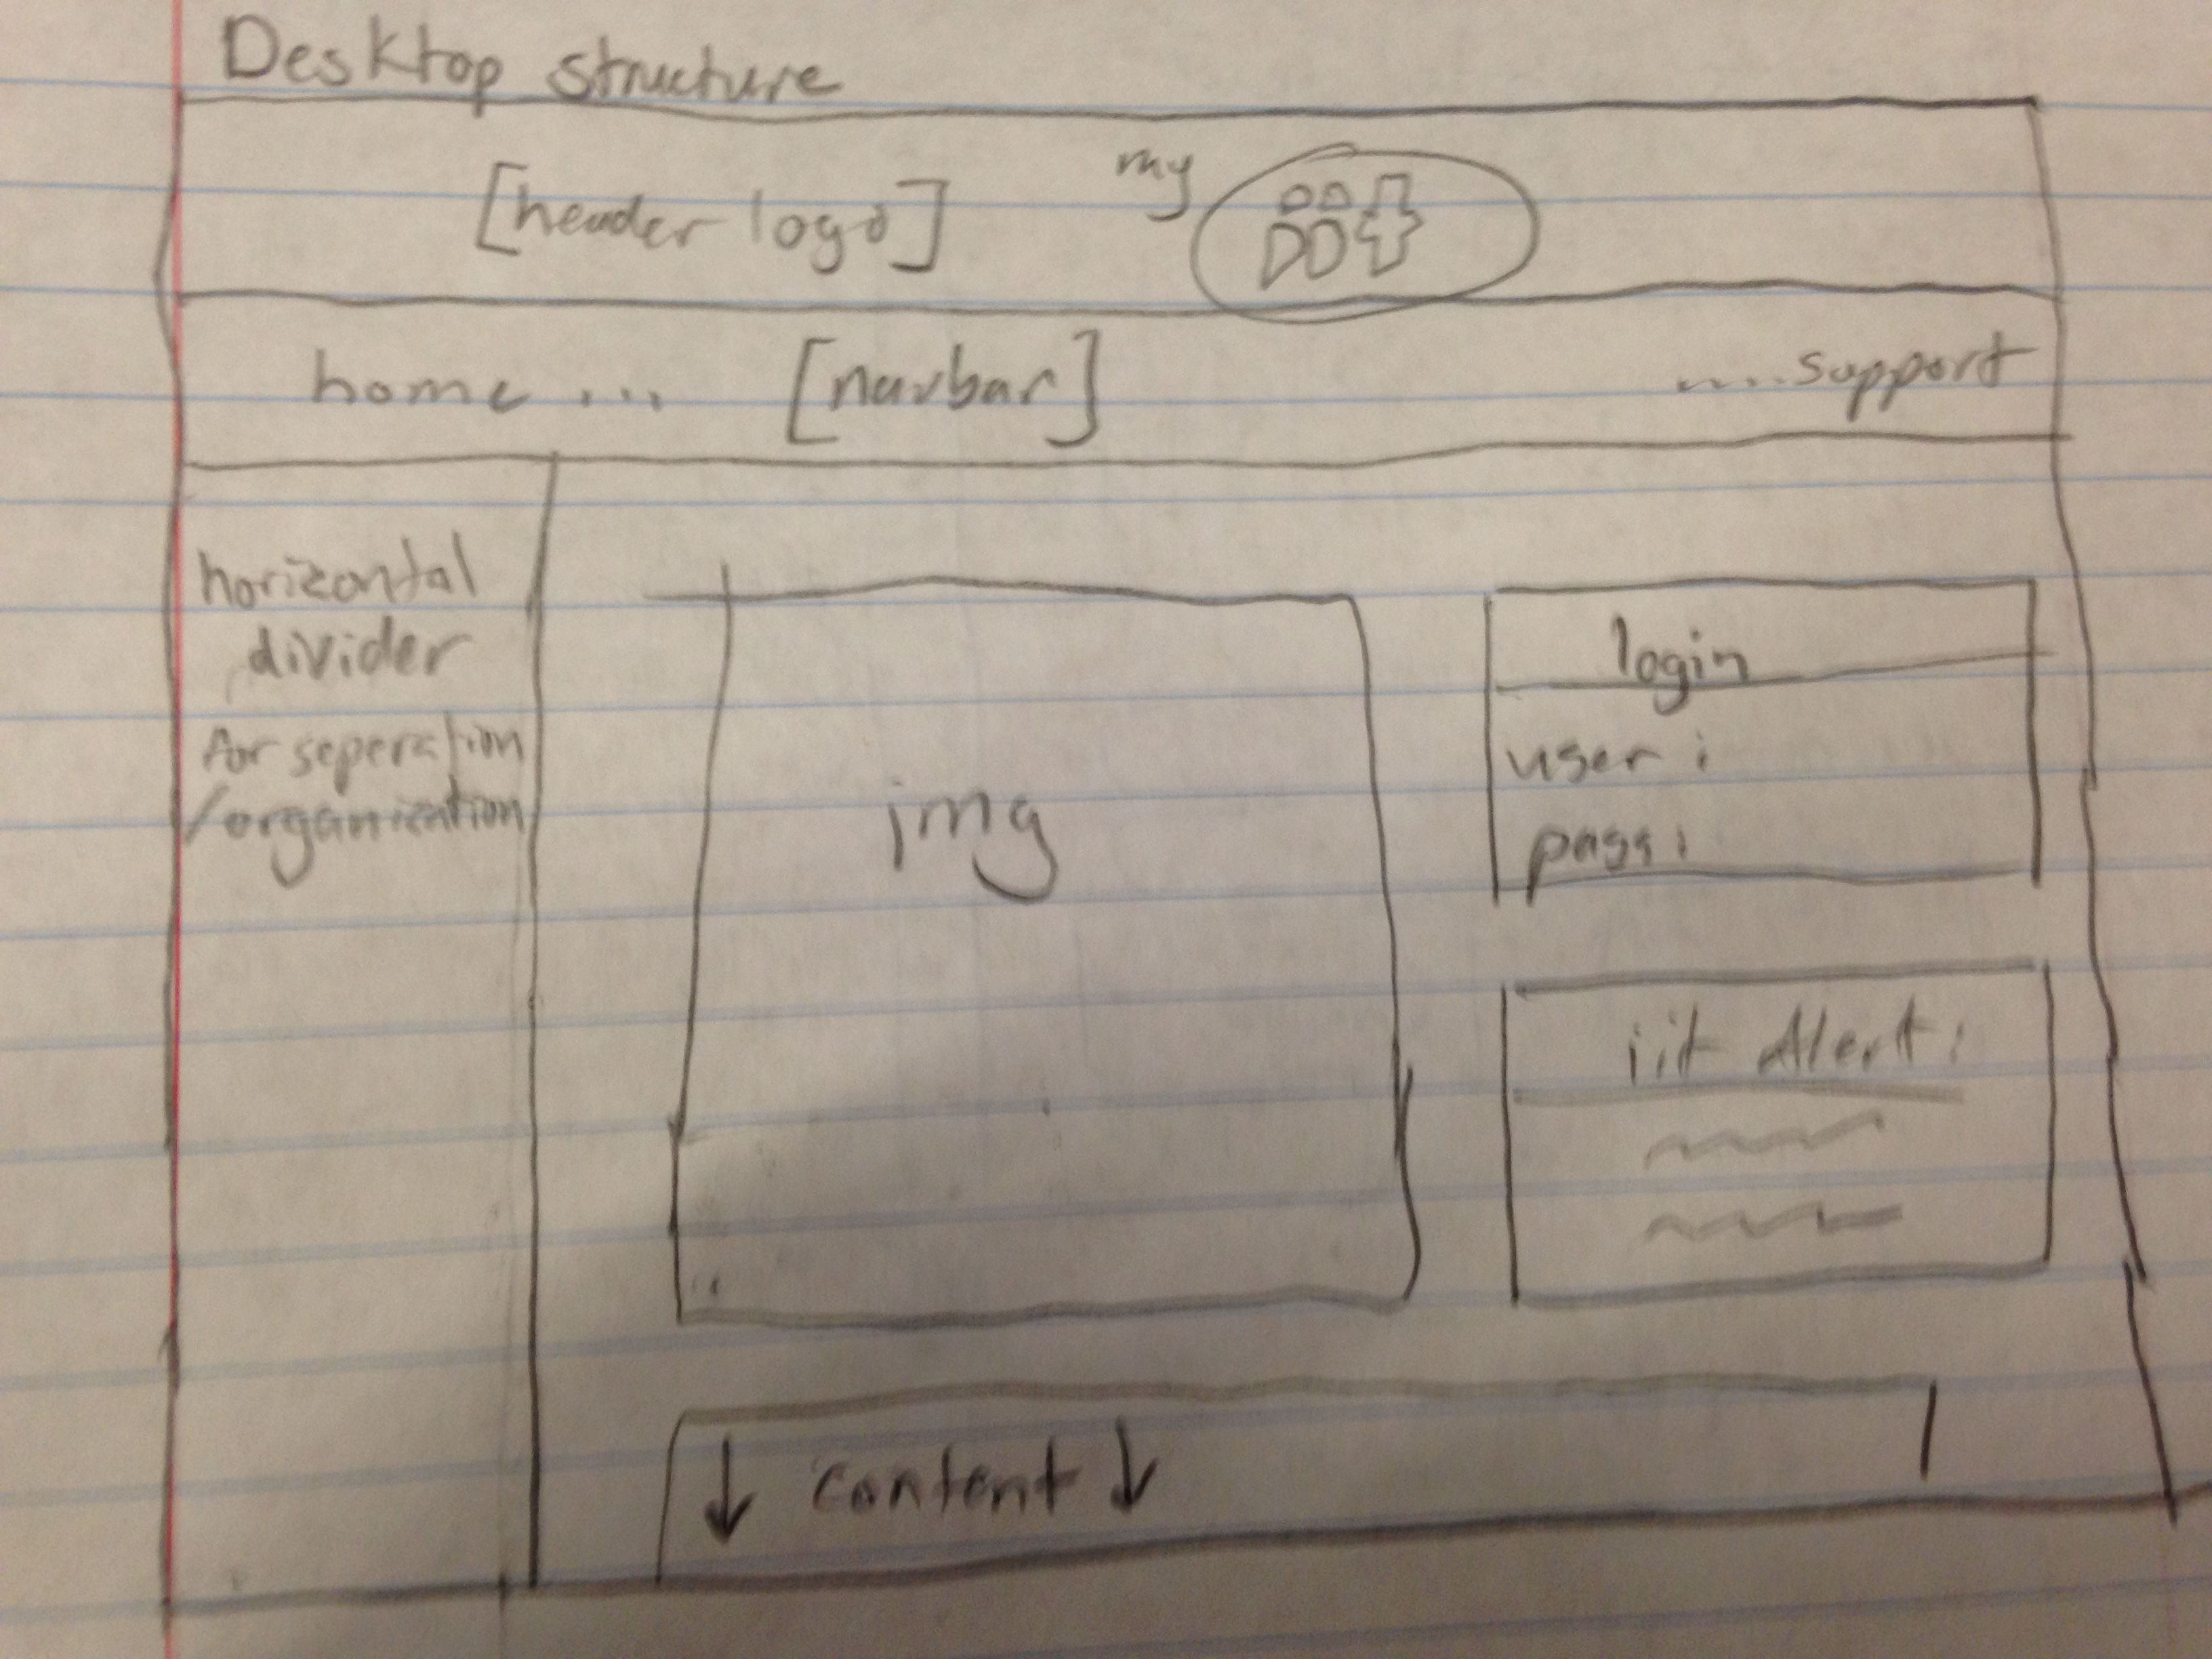 Desktop structure
[header logo]
my
home ....
[navbar]
....support
horizontal
divider
for seperation
/organization
img
login
user :
pass :
Alert :
↓ content ↓